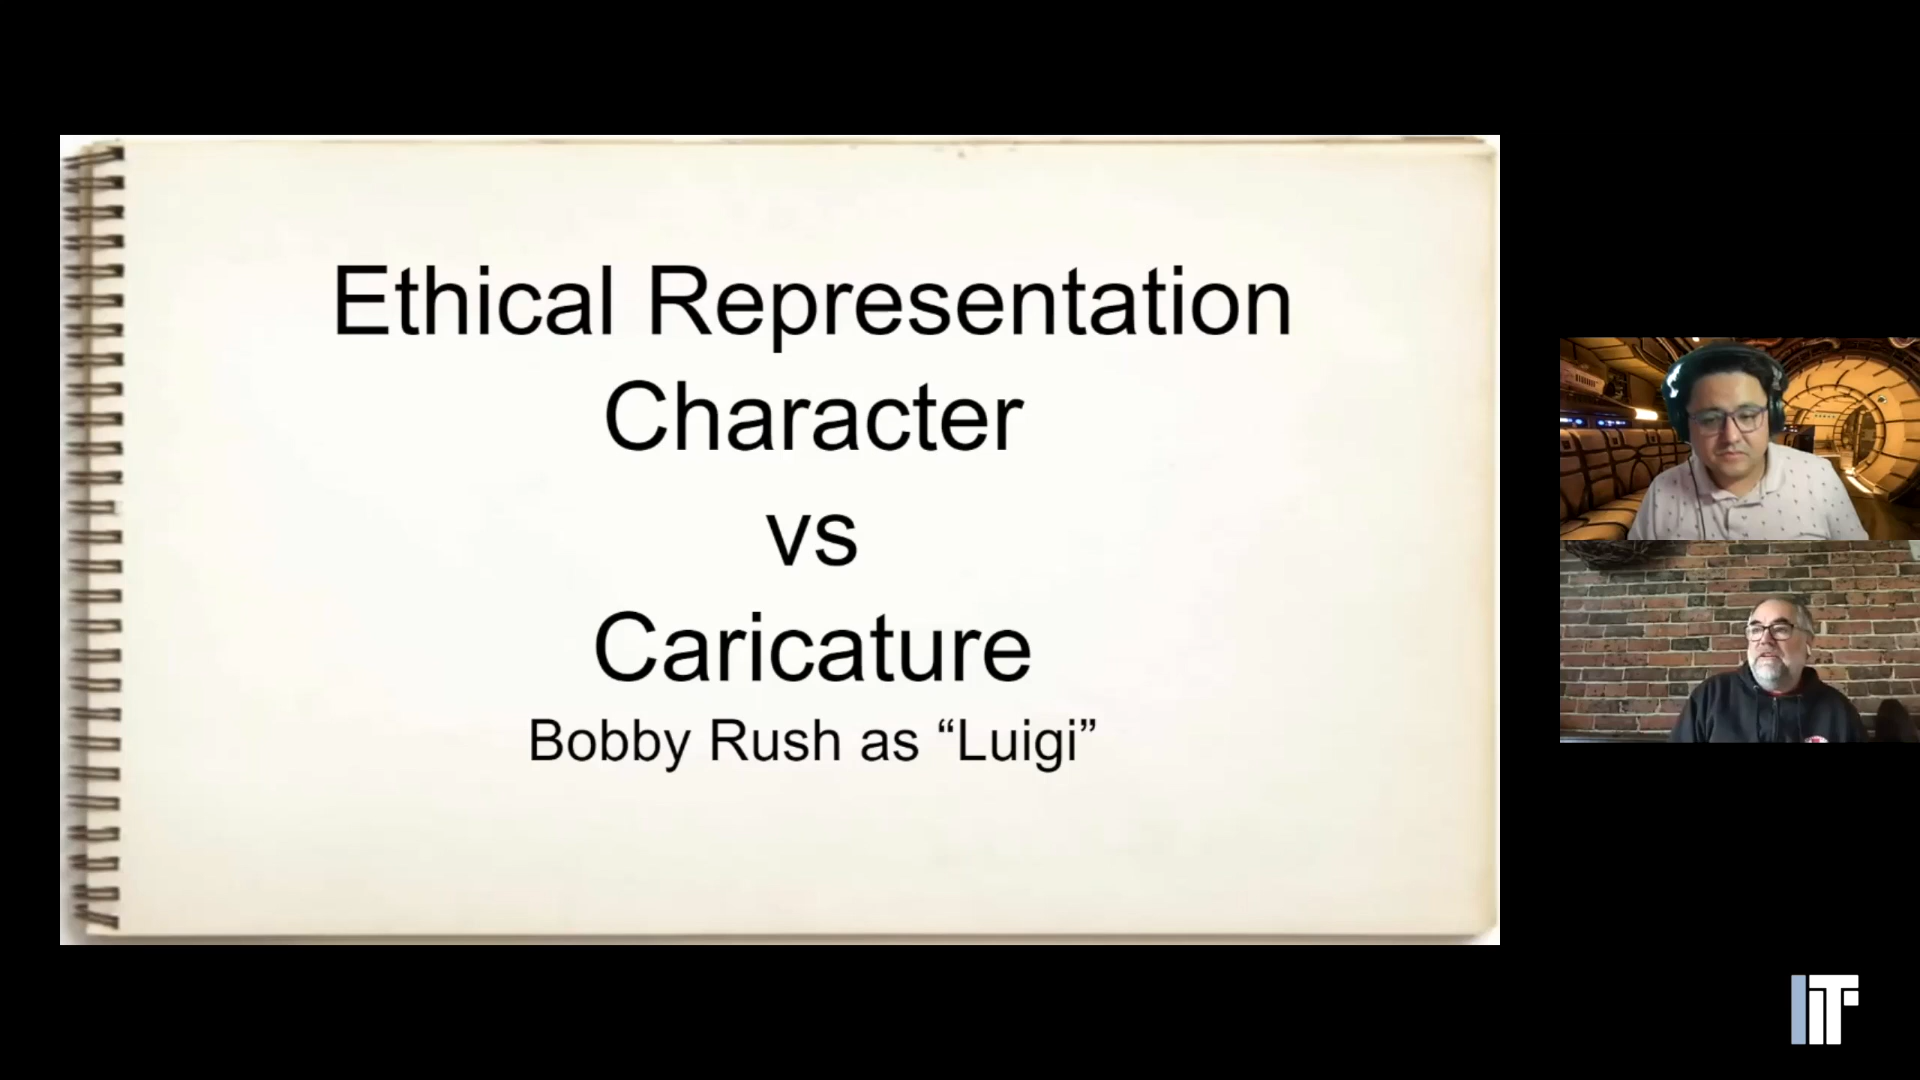 Ethical Representation
Character
vs
Caricature
Bobby Rush as “Luigi”